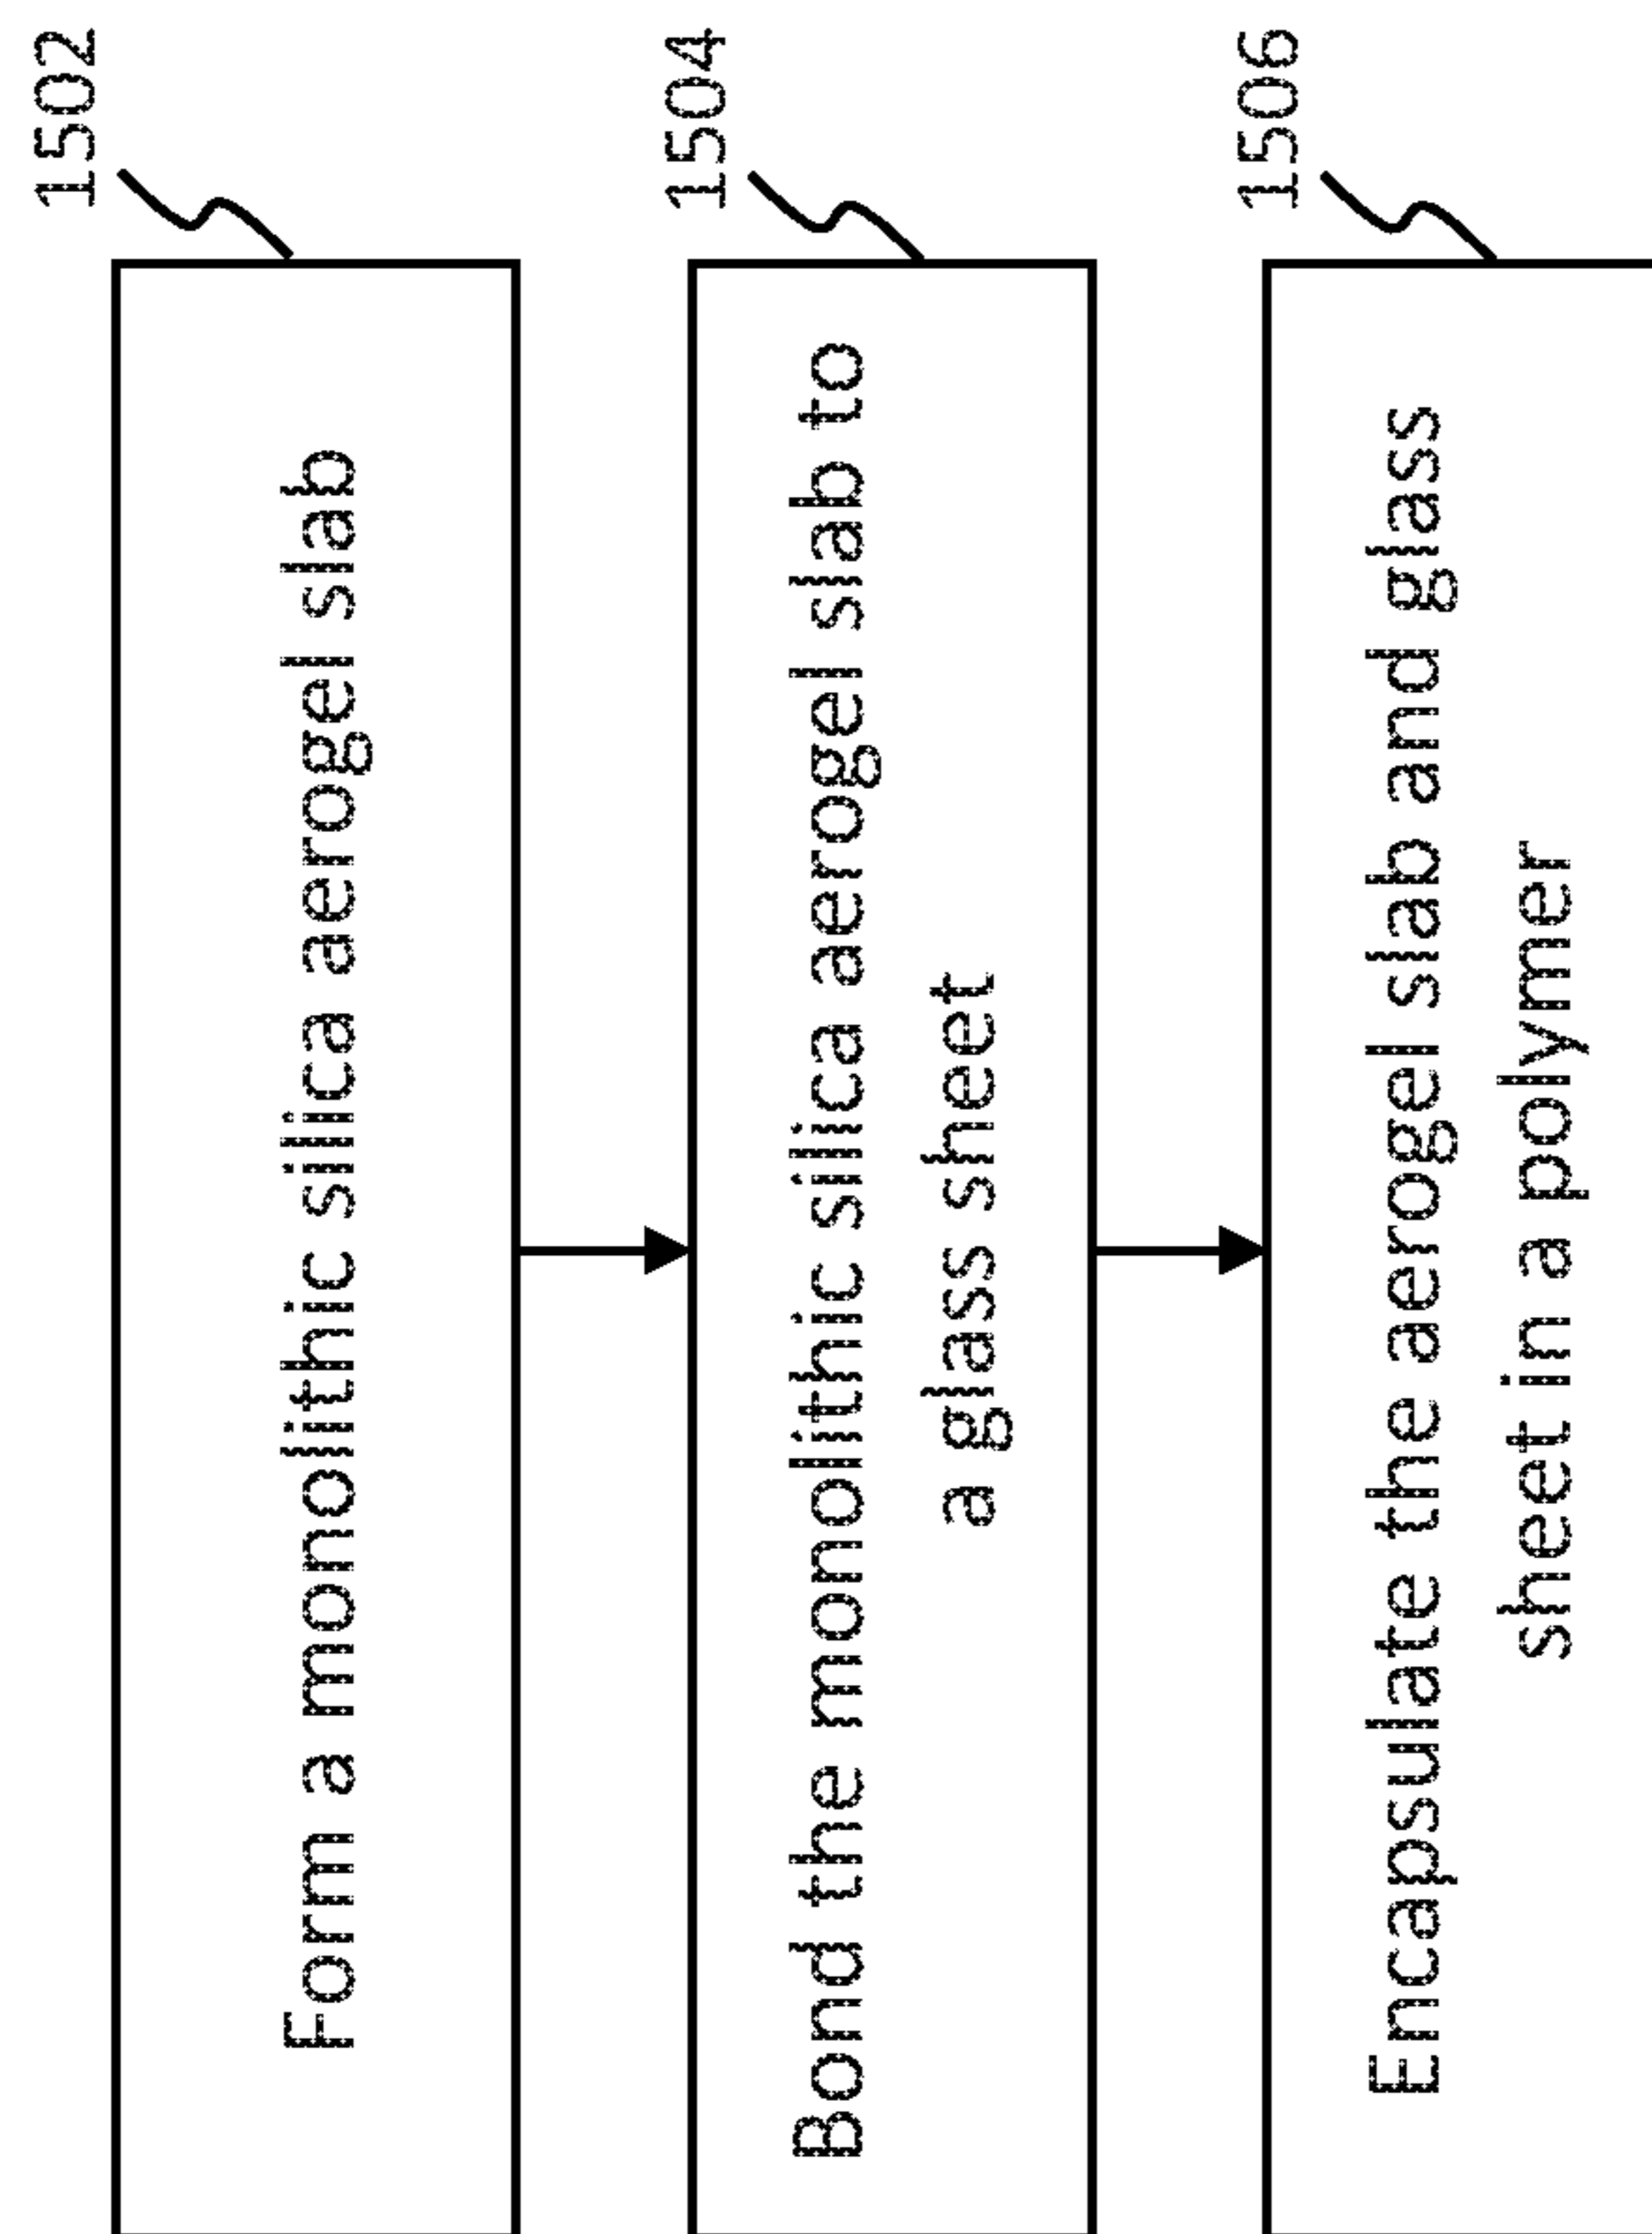 1502
Form a monolithic silica aerogel slab
1504
Bond the monolithic silica aerogel slab to
a glass sheet
1506
Encapsulate the aerogel slab and glass
sheet in a polymer